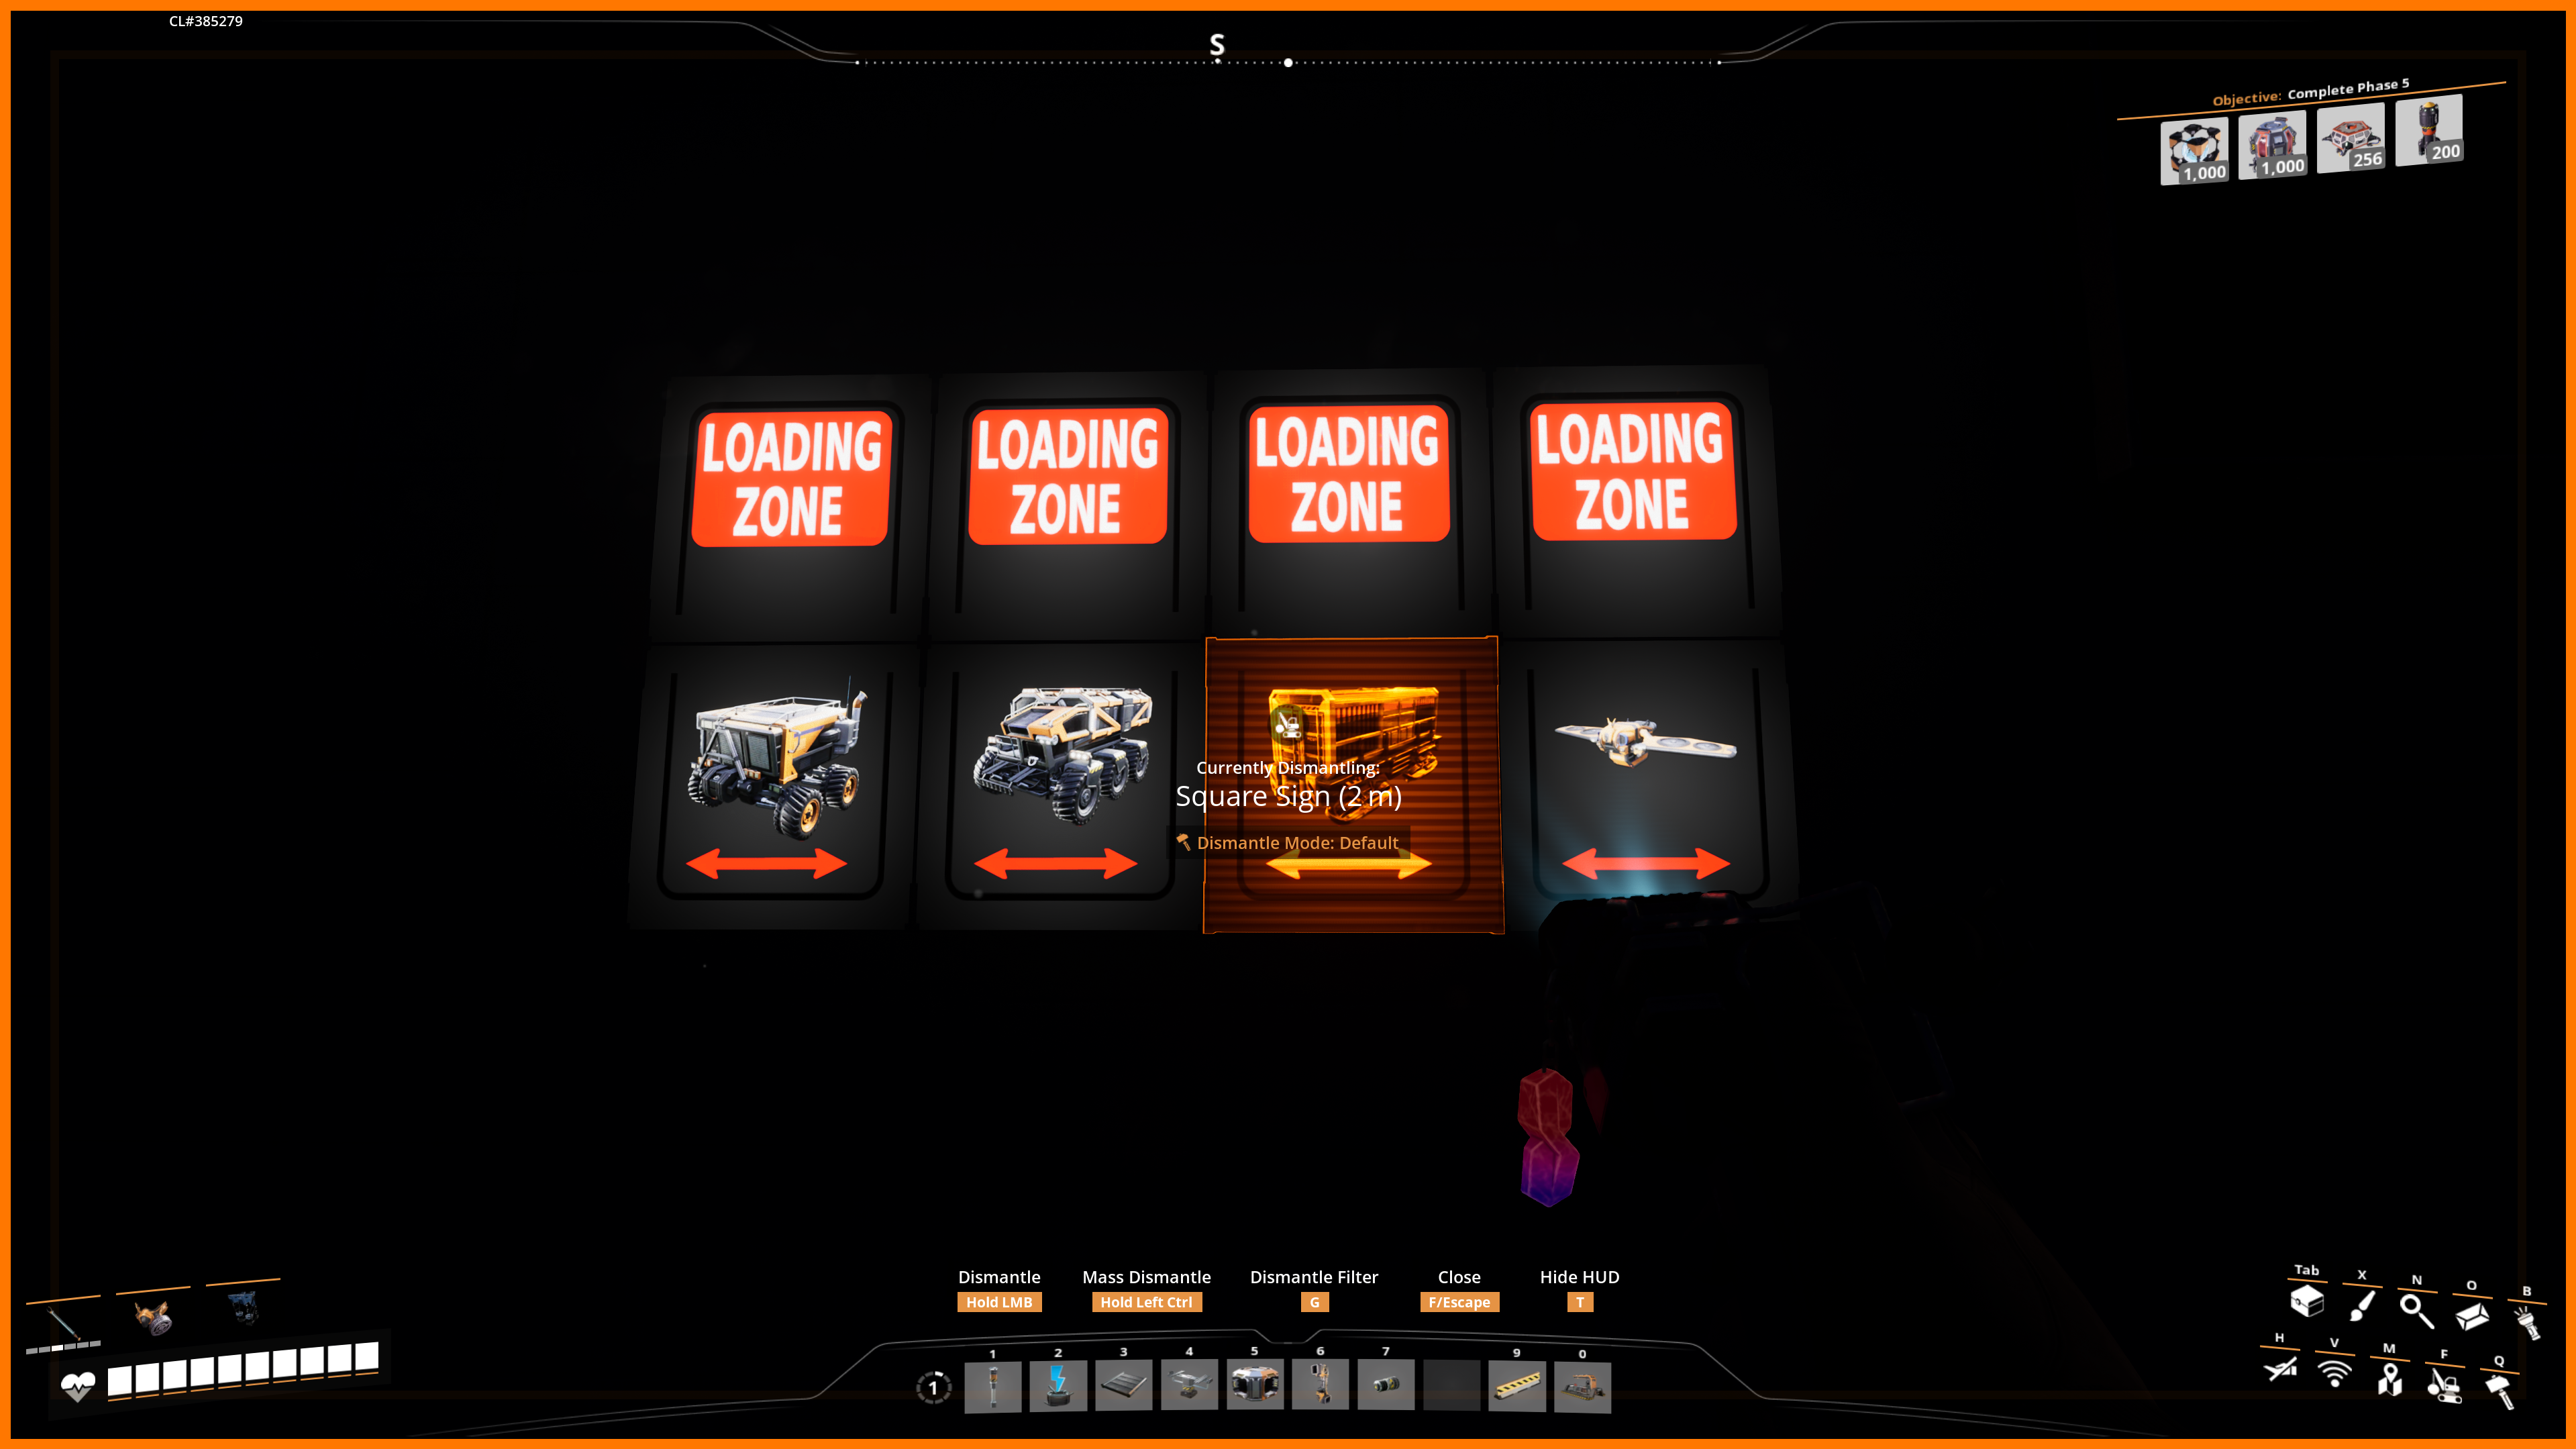 CL#385279
S
Objective: Complete Phase 5
1,000
1,000
256
200
LOADING
ZONE
LOADING
ZONE
LOADING
ZONE
LOADING
ZONE
Currently Dismantling:
Square Sign (2 m)
Dismantle Mode: Default
Dismantle
Hold LMB
Mass Dismantle
Hold Left Ctrl
Dismantle Filter
G
Close
F/Escape
Hide HUD
T
1
1 2 3 4 5 6 7 9 0
Tab X N O B
H V M F Q